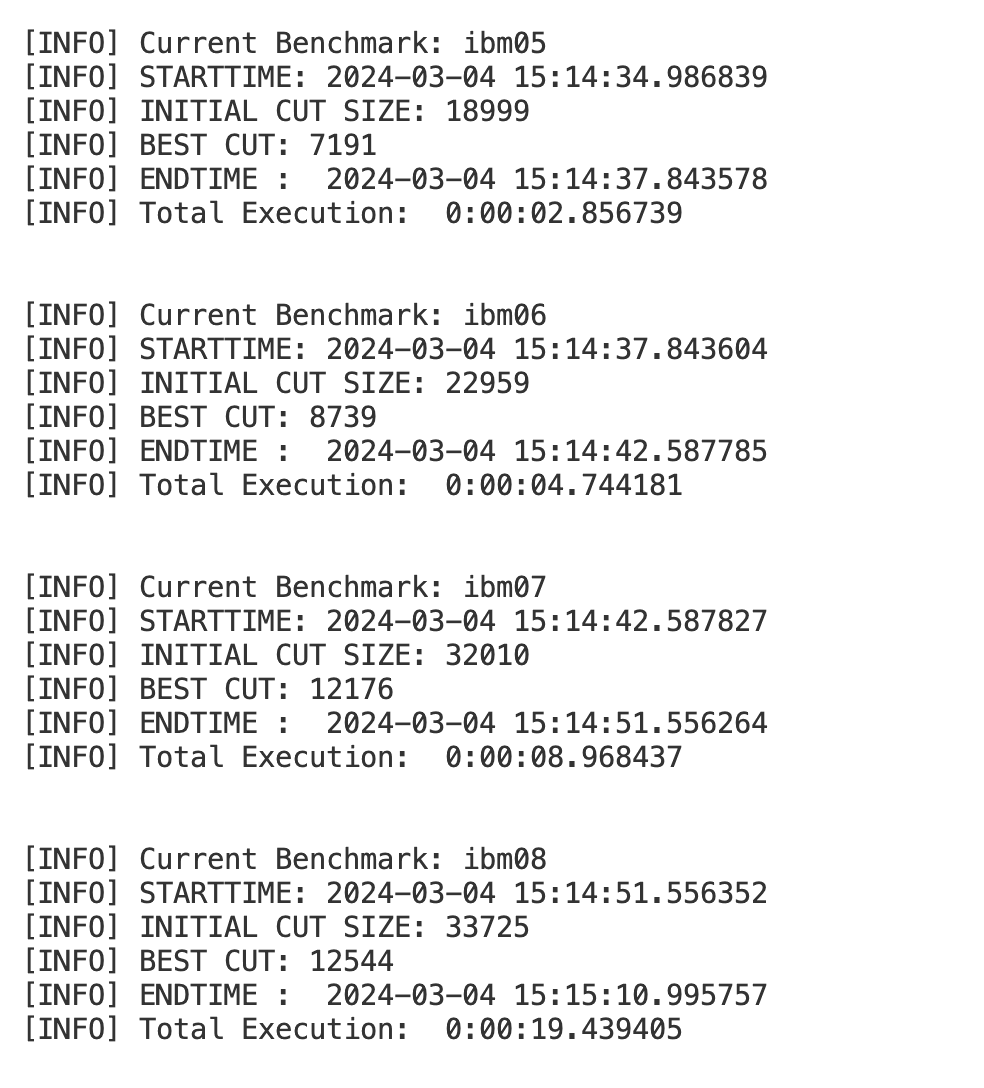 [INFO] Current Benchmark: ibm05
[INFO] STARTTIME: 2024-03-04 15:14:34.986839
[INFO] INITIAL CUT SIZE: 18999
[INFO] BEST CUT: 7191
[INFO] ENDTIME :  2024-03-04 15:14:37.843578
[INFO] Total Execution:  0:00:02.856739
[INFO] Current Benchmark: ibm06
[INFO] STARTTIME: 2024-03-04 15:14:37.843604
[INFO] INITIAL CUT SIZE: 22959
[INFO] BEST CUT: 8739
[INFO] ENDTIME :  2024-03-04 15:14:42.587785
[INFO] Total Execution:  0:00:04.744181
[INFO] Current Benchmark: ibm07
[INFO] STARTTIME: 2024-03-04 15:14:42.587827
[INFO] INITIAL CUT SIZE: 32010
[INFO] BEST CUT: 12176
[INFO] ENDTIME :  2024-03-04 15:14:51.556264
[INFO] Total Execution:  0:00:08.968437
[INFO] Current Benchmark: ibm08
[INFO] STARTTIME: 2024-03-04 15:14:51.556352
[INFO] INITIAL CUT SIZE: 33725
[INFO] BEST CUT: 12544
[INFO] ENDTIME :  2024-03-04 15:15:10.995757
[INFO] Total Execution:  0:00:19.439405